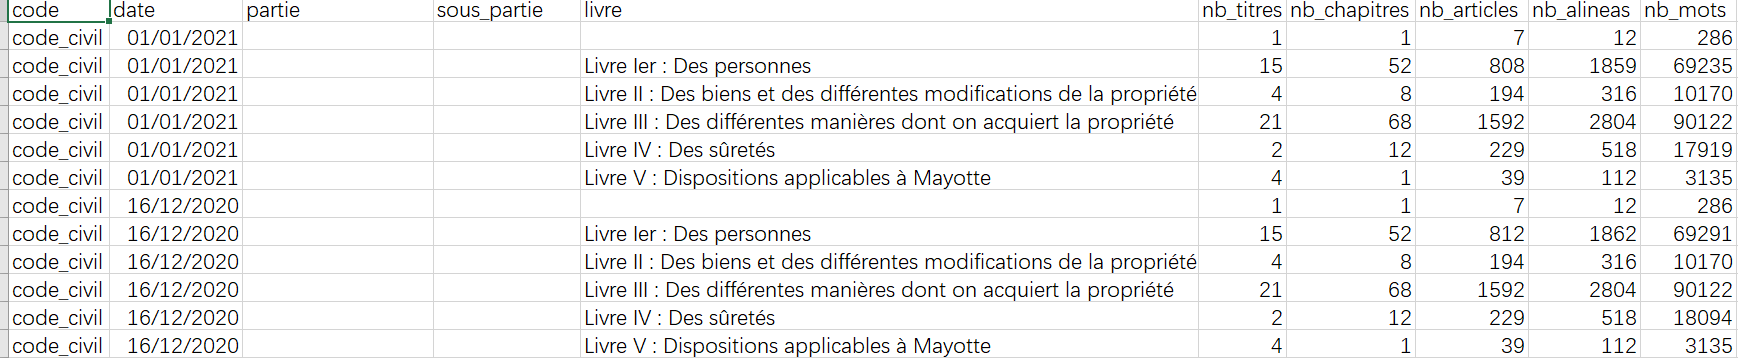 code date partie sous_partie livre nb_titres nb_chapitres nb_articles nb_alineas nb_mots
code_civil 01/01/2021 1 1 7 12 286
code_civil 01/01/2021 Livre Ier : Des personnes 15 52 808 1859 69235
code_civil 01/01/2021 Livre II : Des biens et des différentes modifications de la propriété 4 8 194 316 10170
code_civil 01/01/2021 Livre III : Des différentes manières dont on acquiert la propriété 21 68 1592 2804 90122
code_civil 01/01/2021 Livre IV : Des sûretés 2 12 229 518 17919
code_civil 01/01/2021 Livre V : Dispositions applicables à Mayotte 4 1 39 112 3135
code_civil 16/12/2020 1 1 7 12 286
code_civil 16/12/2020 Livre Ier : Des personnes 15 52 812 1862 69291
code_civil 16/12/2020 Livre II : Des biens et des différentes modifications de la propriété 4 8 194 316 10170
code_civil 16/12/2020 Livre III : Des différentes manières dont on acquiert la propriété 21 68 1592 2804 90122
code_civil 16/12/2020 Livre IV : Des sûretés 2 12 229 518 18094
code_civil 16/12/2020 Livre V : Dispositions applicables à Mayotte 4 1 39 112 3135